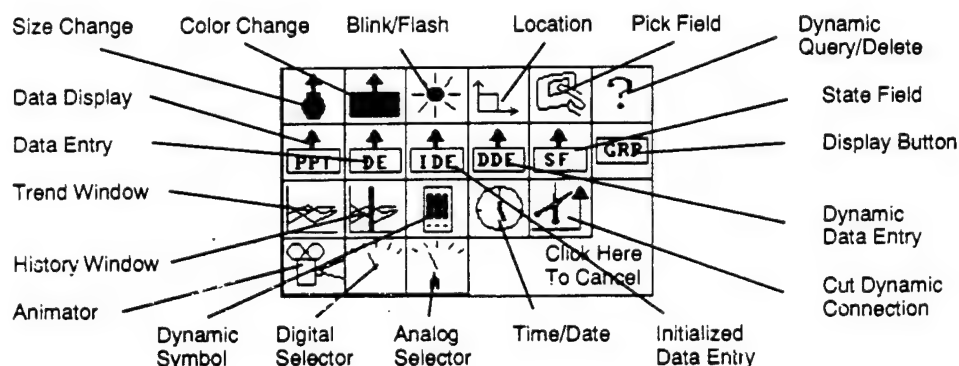 Size Change
Color Change
Blink/Flash
Location
Pick Field
Dynamic
Query/Delete
Data Display
State Field
?
Data Entry
PPT
DE
IDE
DDE
SF
GRP
Display Button
Trend Window
Dynamic
Data Entry
History Window
Click Here
To Cancel
Animator
Cut Dynamic
Connection
Dynamic
Symbol
Digital
Selector
Analog
Selector
Time/Date
Initialized
Data Entry